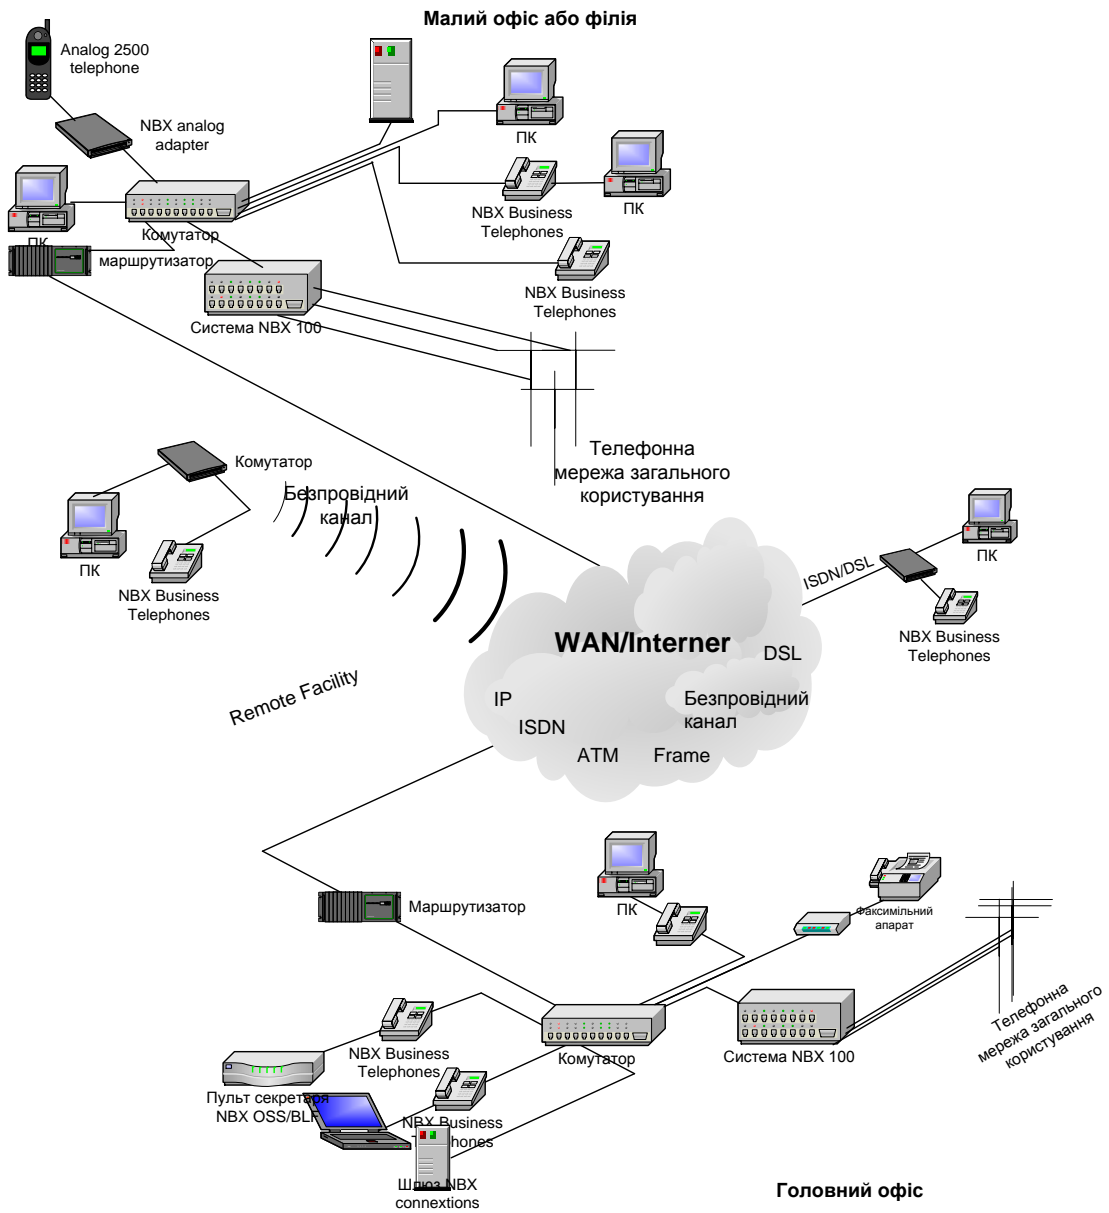 Малий офіс або філія
Analog 2500
telephone
NBX analog
adapter
ПК
ПК
NBX Business
Telephones
ПК
Комутатор
маршрутизатор
NBX Business
Telephones
Система NBX 100
Телефонна
мережа загального
користування
Комутатор
Безпровідний
канал
ПК
NBX Business
Telephones
ISDN/DSL
ПК
NBX Business
Telephones
WAN/Interner
DSL
Remote Facility
IP
Безпровідний
канал
ISDN
ATM
Frame
Маршрутизатор
ПК
Факсимільний
апарат
Телефонна
мережа загального
користування
NBX Business
Telephones
Комутатор
Система NBX 100
Пульт секретаря
NBX OSS/BLF
NBX Business
Telephones
Шлюз NBX
connextions
Головний офіс